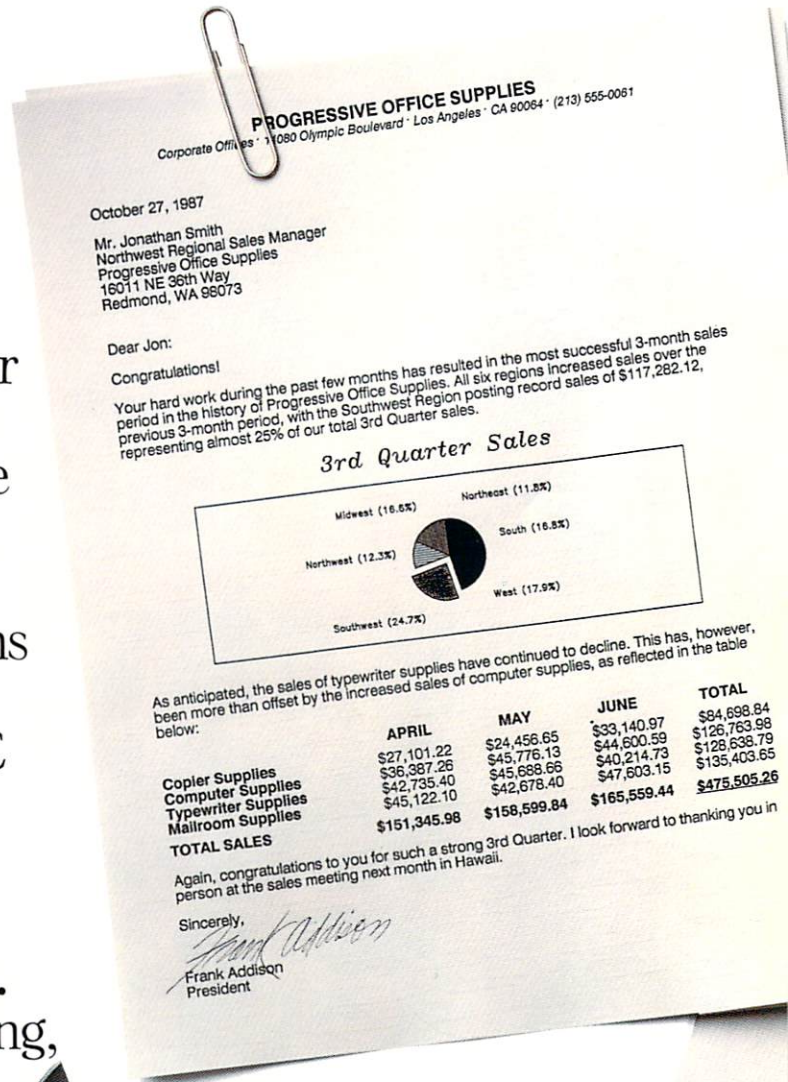 PROGRESSIVE OFFICE SUPPLIES
Corporate Offices · 11080 Olympic Boulevard · Los Angeles · CA 90064 · (213) 555-0061
October 27, 1987
Mr. Jonathan Smith
Northwest Regional Sales Manager
Progressive Office Supplies
16011 NE 36th Way
Redmond, WA 98073
Dear Jon:
Congratulations!
Your hard work during the past few months has resulted in the most successful 3-month sales
period in the history of Progressive Office Supplies. All six regions increased sales over the
previous 3-month period, with the Southwest Region posting record sales of $117,282.12,
representing almost 25% of our total 3rd Quarter sales.
3rd Quarter Sales
Midwest (16.5%) Northeast (11.8%)
Northwest (12.3%) South (16.8%)
Southwest (24.7%) West (17.9%)
As anticipated, the sales of typewriter supplies have continued to decline. This has, however,
been more than offset by the increased sales of computer supplies, as reflected in the table
below:
APRIL MAY JUNE TOTAL
Copier Supplies $27,101.22 $24,456.65 $33,140.97 $84,698.84
Computer Supplies $36,387.26 $45,776.13 $44,600.59 $126,763.98
Typewriter Supplies $42,735.40 $45,688.66 $40,214.73 $128,638.79
Mailroom Supplies $45,122.10 $42,678.40 $47,603.15 $135,403.65
TOTAL SALES $151,345.98 $158,599.84 $165,559.44 $475,505.26
Again, congratulations to you for such a strong 3rd Quarter. I look forward to thanking you in
person at the sales meeting next month in Hawaii.
Sincerely,
Frank Addison
Frank Addison
President